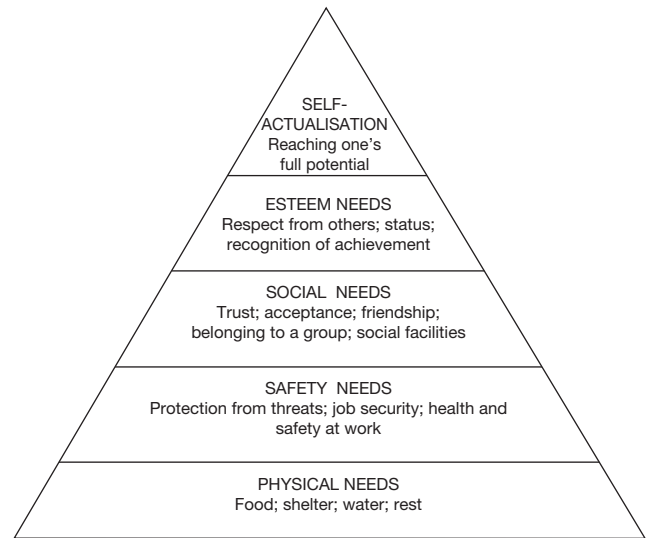 SELF-
ACTUALISATION
Reaching one's
full potential
ESTEEM NEEDS
Respect from others; status;
recognition of achievement
SOCIAL NEEDS
Trust; acceptance; friendship;
belonging to a group; social facilities
SAFETY NEEDS
Protection from threats; job security; health and
safety at work
PHYSICAL NEEDS
Food; shelter; water; rest